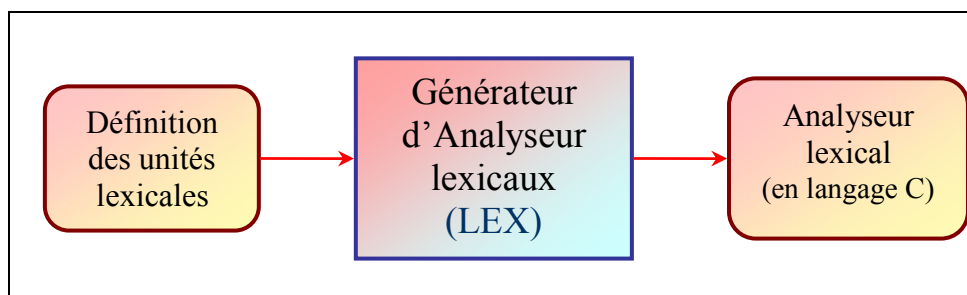 Définition
des unités
lexicales
Générateur
d’Analyseur
lexicaux
(LEX)
Analyseur
lexical
(en langage C)